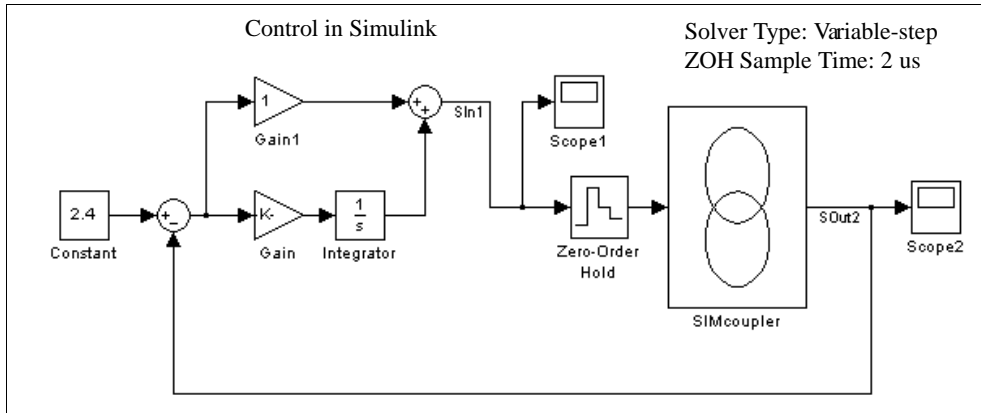 Control in Simulink
Solver Type: Variable-step
ZOH Sample Time: 2 us
1
Gain1
+
+
SIn1
Scope1
2.4
Constant
+
−
K-
Gain
1
s
Integrator
Zero-Order
Hold
SIMcoupler
SOut2
Scope2